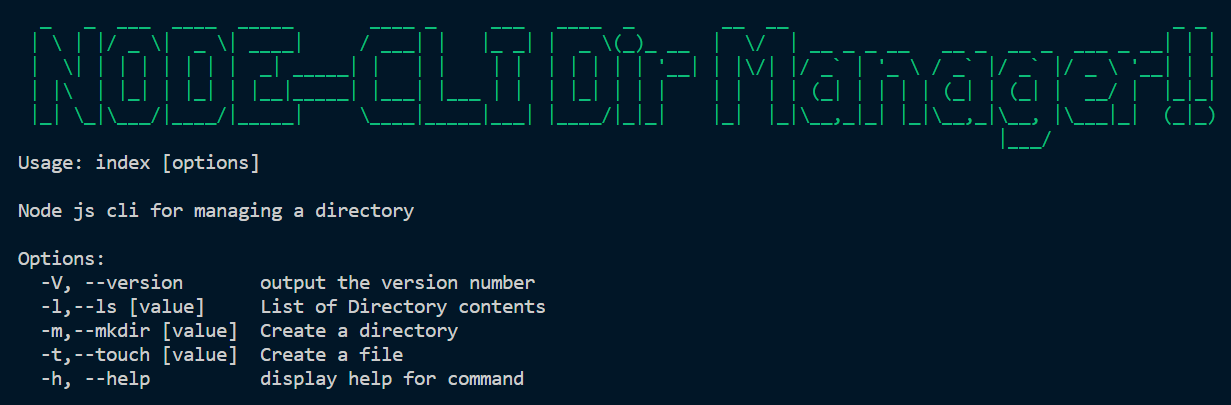 NODE-CLI Dir Manager!!
Usage: index [options]
Node js cli for managing a directory
Options:
-V, --version output the version number
-l,--ls [value] List of Directory contents
-m,--mkdir [value] Create a directory
-t,--touch [value] Create a file
-h, --help display help for command